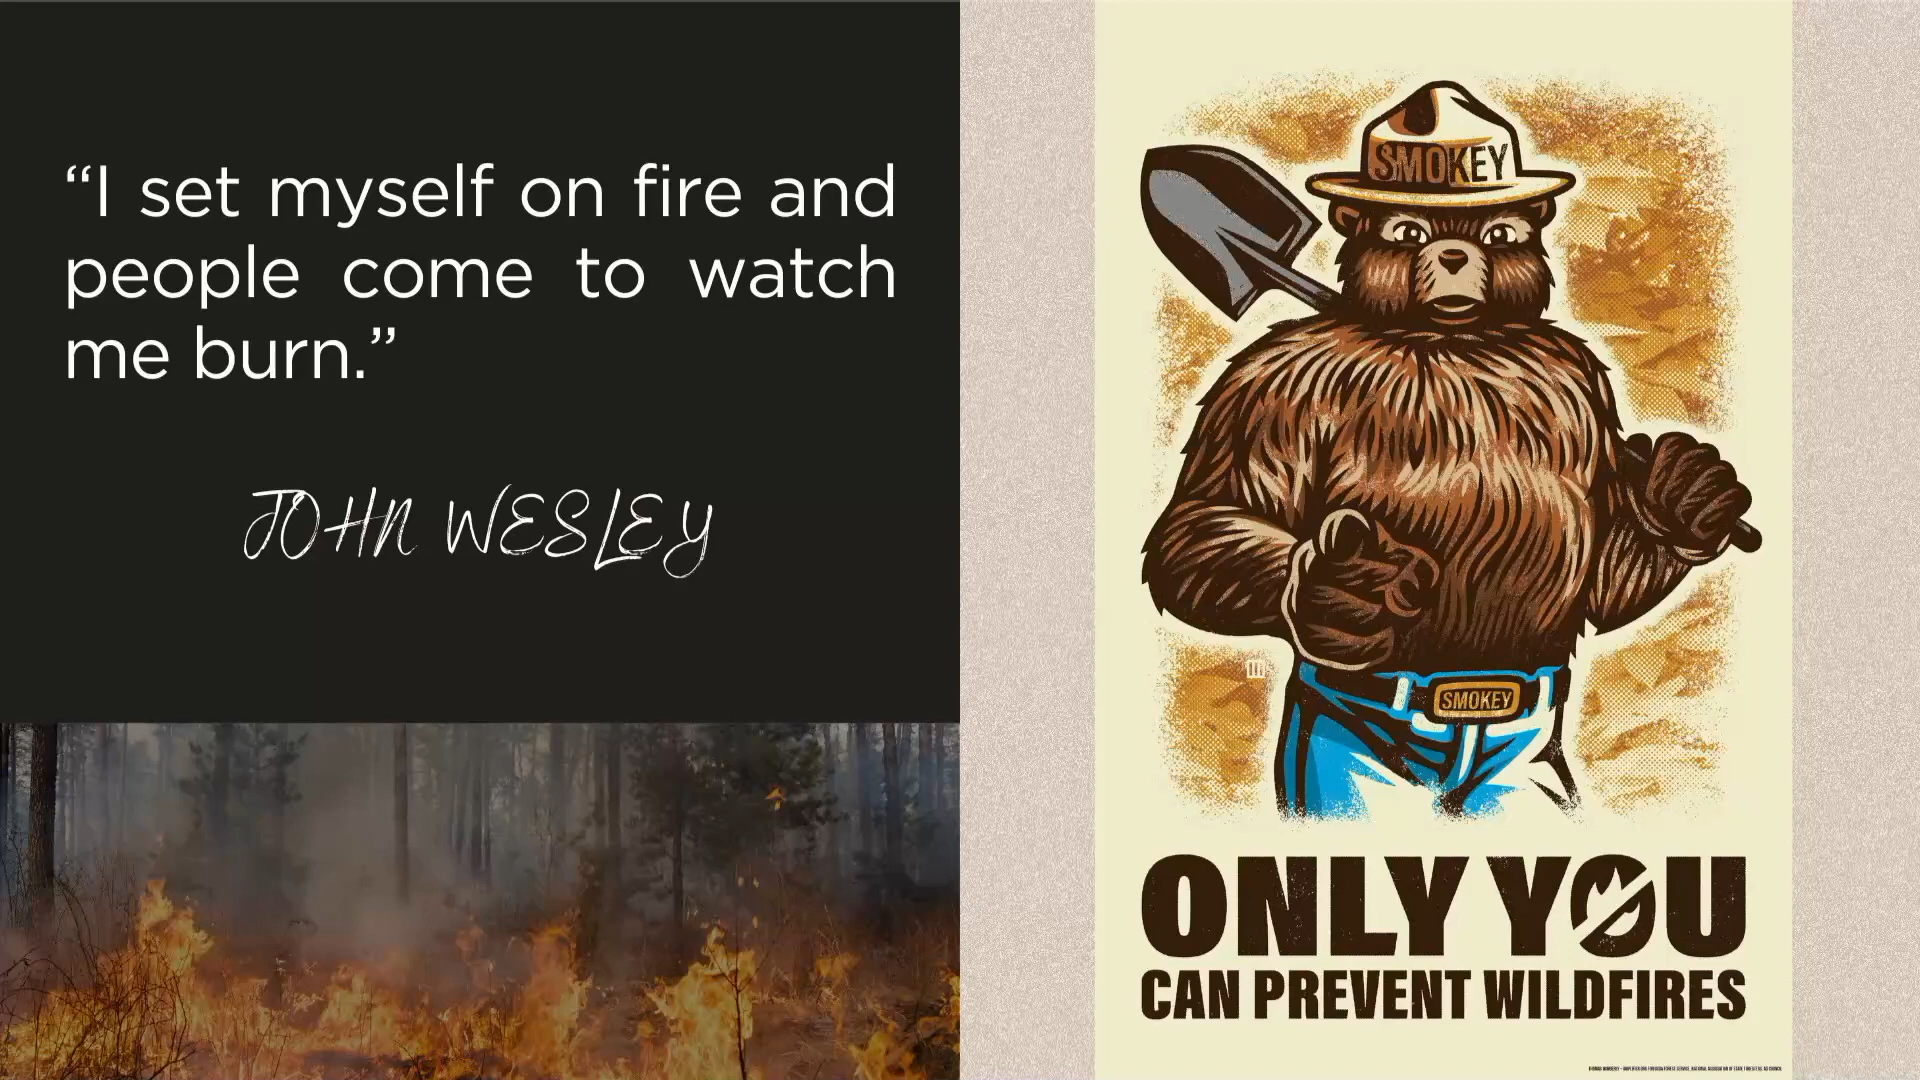 “I set myself on fire and
people come to watch
me burn.”
JOHN WESLEY
SMOKEY
SMOKEY
ONLY YOU
CAN PREVENT WILDFIRES